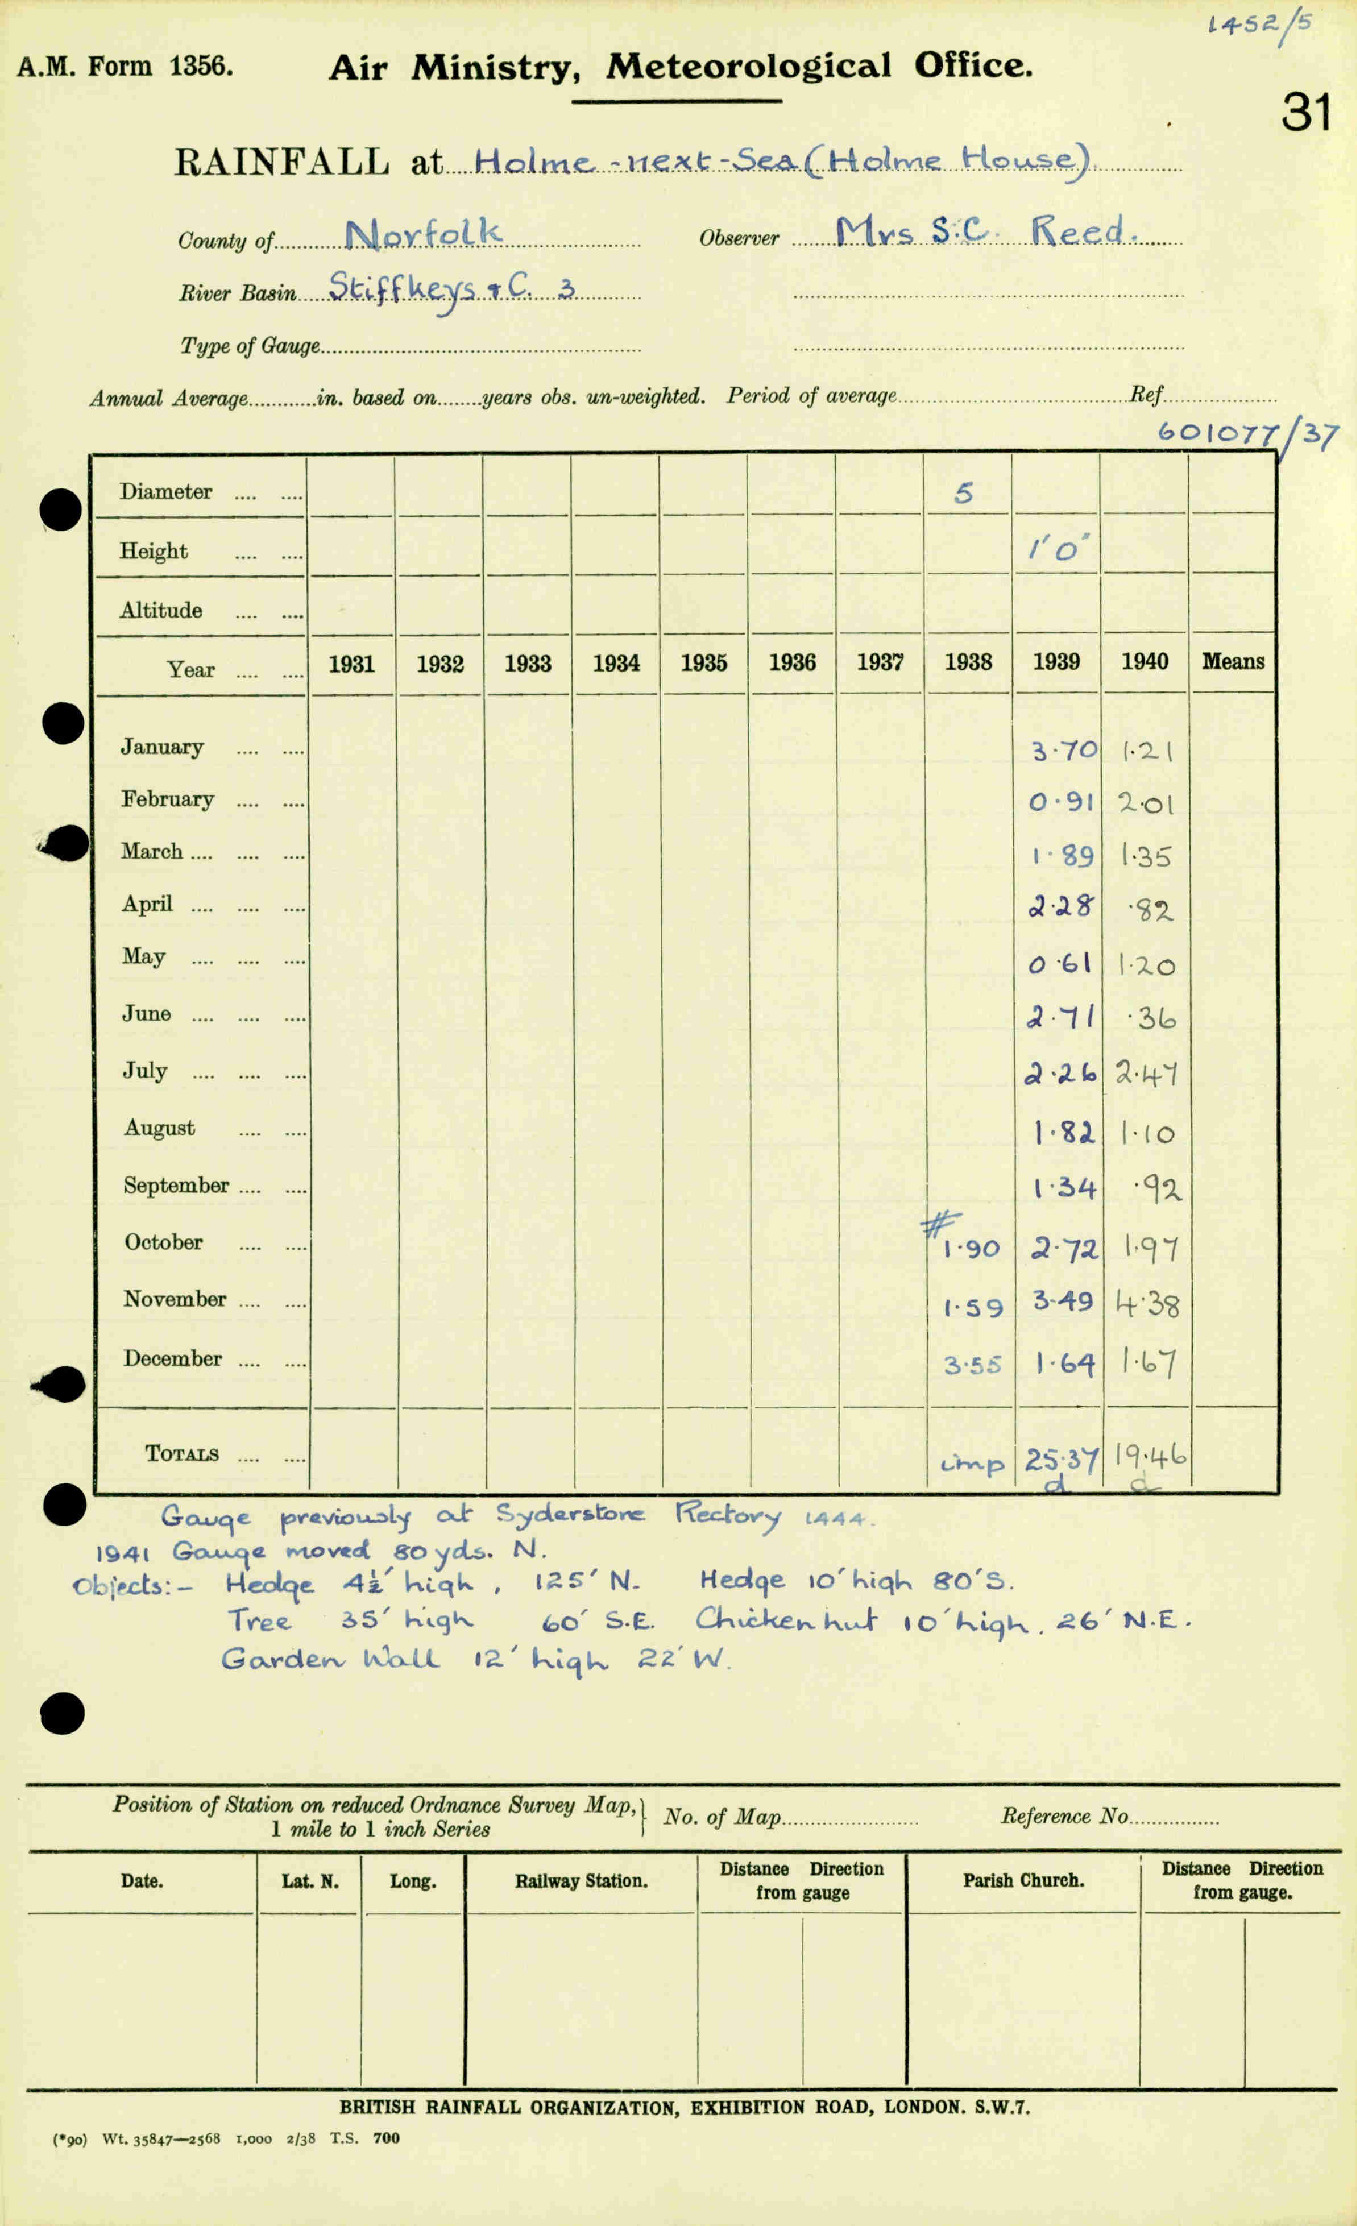 1452/5
A.M. Form 1356. Air Ministry, Meteorological Office.
31
RAINFALL at Holme-next-Sea (Holme House).
County of Norfolk Observer Mrs S.C. Reed.
River Basin Stiffkeys & C. 3
Type of Gauge
Annual Average in. based on years obs. un-weighted. Period of average Ref.
601077/37
Diameter 5
Height 1'0"
Altitude
Year 1931 1932 1933 1934 1935 1936 1937 1938 1939 1940 Means
January 3.70 1.21
February 0.91 2.01
March 1.89 1.35
April 2.28 .82
May 0.61 1.20
June 2.71 .36
July 2.26 2.47
August 1.82 1.10
September 1.34 .92
#
October 1.90 2.72 1.97
November 1.59 3.49 4.38
December 3.55 1.64 1.67
TOTALS imp 25.37 19.46
d d
Gauge previously at Syderstone Rectory 1444.
1941 Gauge moved 80 yds. N.
Objects:- Hedge 4½' high, 125' N. Hedge 10' high 80' S.
Tree 35' high 60' S.E. Chicken hut 10' high. 26' N.E.
Garden Wall 12' high 22' W.
Position of Station on reduced Ordnance Survey Map, } No. of Map Reference No.
1 mile to 1 inch Series
Date. Lat. N. Long. Railway Station. Distance Direction from gauge Parish Church. Distance Direction from gauge.
BRITISH RAINFALL ORGANIZATION, EXHIBITION ROAD, LONDON. S.W.7.
(*90) Wt. 35847—2568 1,000 2/38 T.S. 700